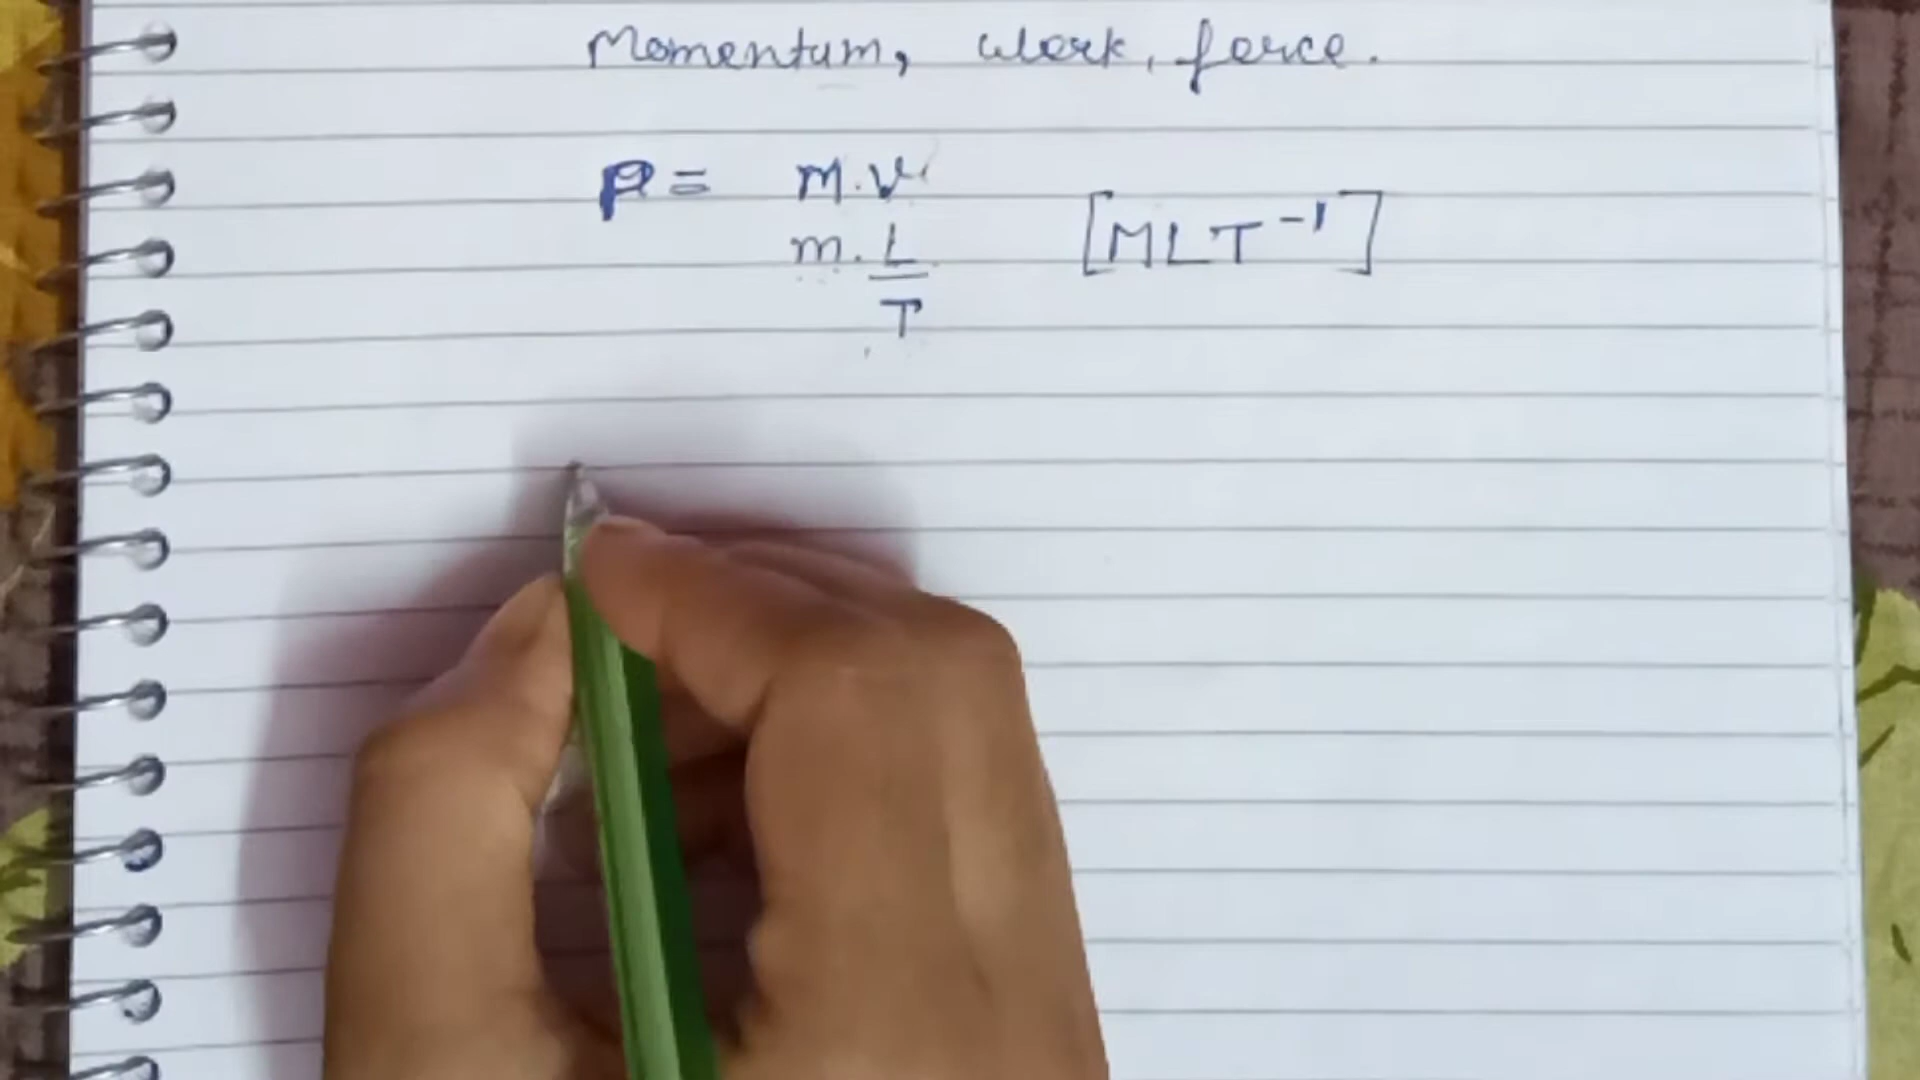 Momentum, work, force.
P = m.v
m. L/T [MLT⁻¹]